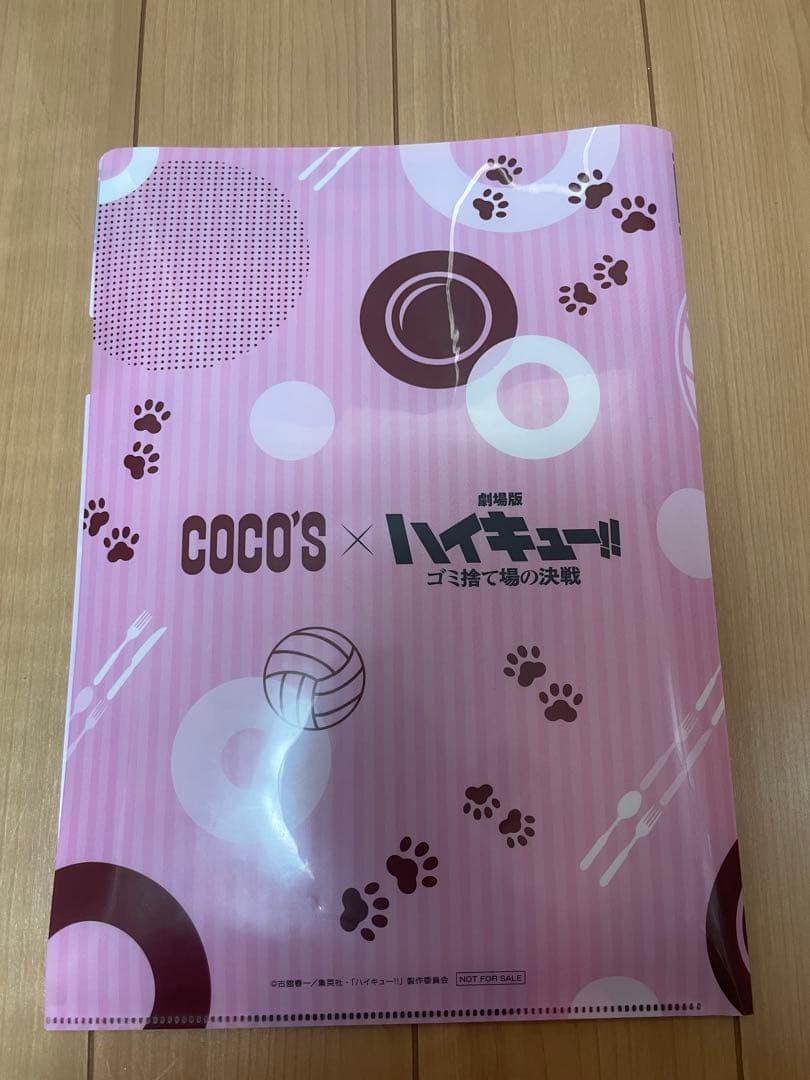 COCO'S × 劇場版
ハイキュー!!
ゴミ捨て場の決戦
©古舘春一/集英社・「ハイキュー!!」製作委員会 NOT FOR SALE